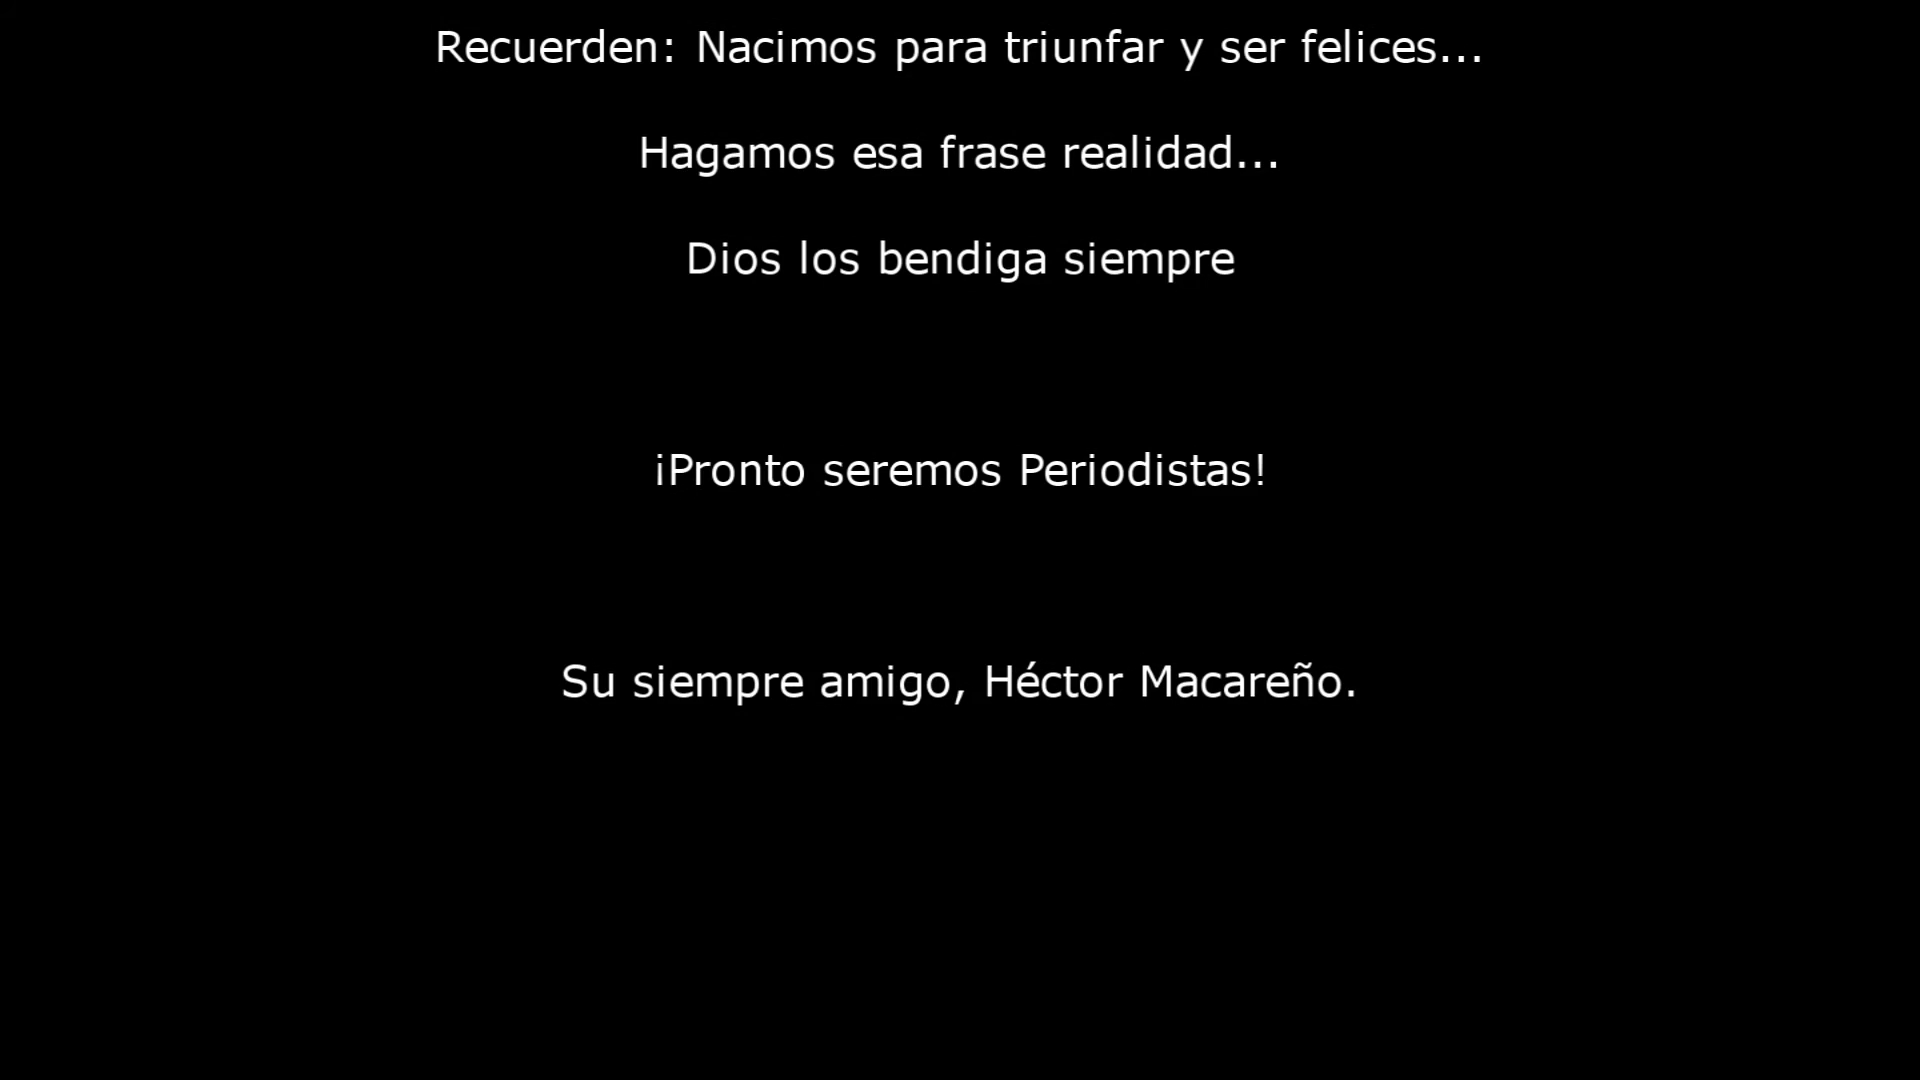 Recuerden: Nacimos para triunfar y ser felices...
Hagamos esa frase realidad...
Dios los bendiga siempre
¡Pronto seremos Periodistas!
Su siempre amigo, Héctor Macareño.